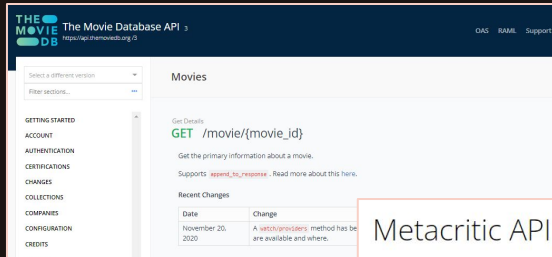 THE
MOVIE
DB
The Movie Database API 3
https://api.themoviedb.org/3
OAS RAML Support
Select a different version
Filter sections...
GETTING STARTED
ACCOUNT
AUTHENTICATION
CERTIFICATIONS
CHANGES
COLLECTIONS
COMPANIES
CONFIGURATION
CREDITS
Movies
Get Details
GET /movie/{movie_id}
Get the primary information about a movie.
Supports append_to_response. Read more about this here.
Recent Changes
Date Change
November 20, 2020 A watch/providers method has be
are available and where.
Metacritic API